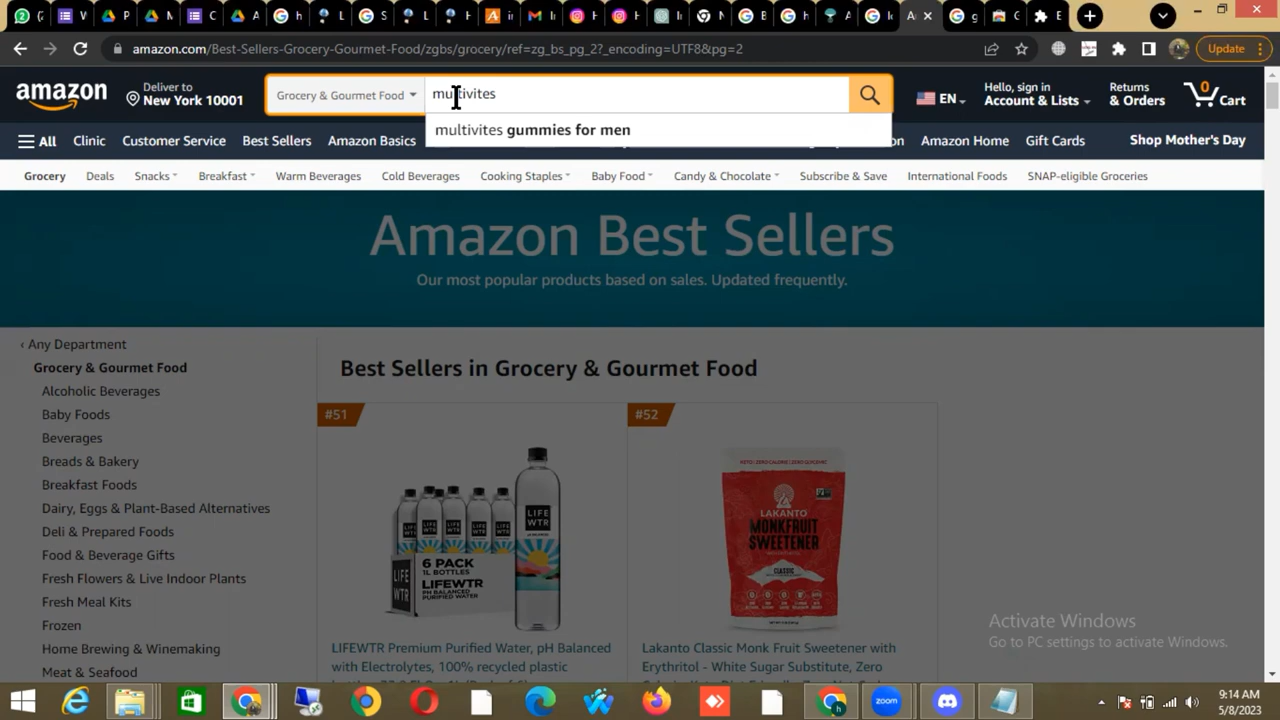 amazon.com/Best-Sellers-Grocery-Gourmet-Food/zgbs/grocery/ref=zg_bs_pg_2?_encoding=UTF8&pg=2
Update
amazon
Deliver to
New York 10001
Grocery & Gourmet Food
multivites
EN
Hello, sign in
Account & Lists
Returns
& Orders
0
Cart
multivites gummies for men
All
Clinic
Customer Service
Best Sellers
Amazon Basics
Amazon Home
Gift Cards
Shop Mother's Day
Grocery
Deals
Snacks
Breakfast
Warm Beverages
Cold Beverages
Cooking Staples
Baby Food
Candy & Chocolate
Subscribe & Save
International Foods
SNAP-eligible Groceries
Amazon Best Sellers
Our most popular products based on sales. Updated frequently.
‹ Any Department
Grocery & Gourmet Food
Alcoholic Beverages
Baby Foods
Beverages
Breads & Bakery
Breakfast Foods
Dairy, Eggs & Plant-Based Alternatives
Deli & Prepared Foods
Food & Beverage Gifts
Fresh Flowers & Live Indoor Plants
Fresh Meal Kits
Frozen
Home Brewing & Winemaking
Meat & Seafood
Best Sellers in Grocery & Gourmet Food
#51
LIFE
WTR
6 PACK
1L BOTTLES
LIFEWTR
PH BALANCED
PURIFIED WATER
LIFEWTR Premium Purified Water, pH Balanced
with Electrolytes, 100% recycled plastic
#52
LAKANTO
MONKFRUIT
SWEETENER
CLASSIC
Lakanto Classic Monk Fruit Sweetener with
Erythritol - White Sugar Substitute, Zero
Activate Windows
Go to PC settings to activate Windows.
zoom
9:14 AM
5/8/2023